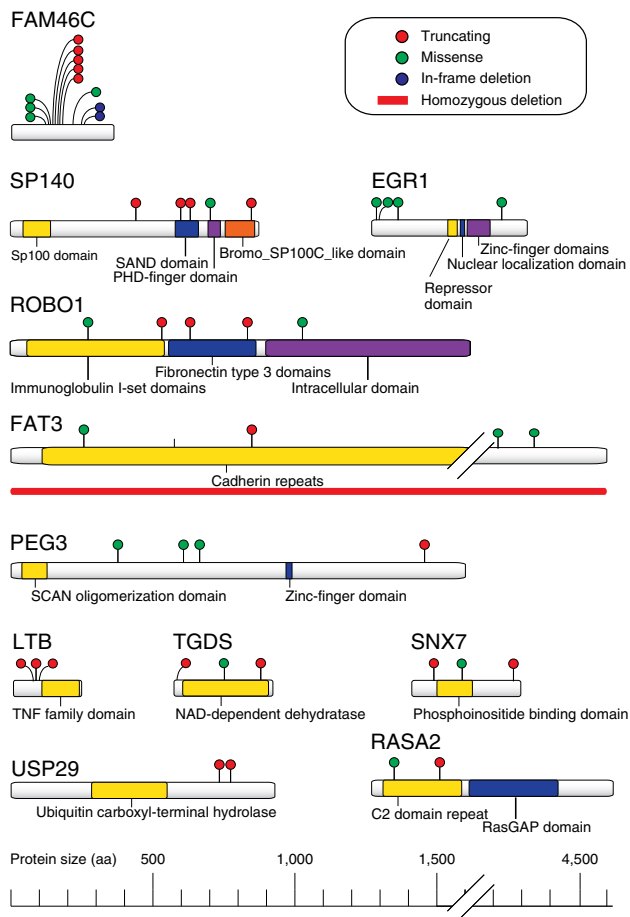 FAM46C
Truncating
Missense
In-frame deletion
Homozygous deletion
SP140
EGR1
Sp100 domain
SAND domain
PHD-finger domain
Bromo_SP100C_like domain
Zinc-finger domains
Nuclear localization domain
Repressor
domain
ROBO1
Fibronectin type 3 domains
Immunoglobulin I-set domains
Intracellular domain
FAT3
Cadherin repeats
PEG3
SCAN oligomerization domain
Zinc-finger domain
LTB
TGDS
SNX7
TNF family domain
NAD-dependent dehydratase
Phosphoinositide binding domain
USP29
RASA2
Ubiquitin carboxyl-terminal hydrolase
C2 domain repeat
RasGAP domain
Protein size (aa) 500 1,000 1,500 4,500